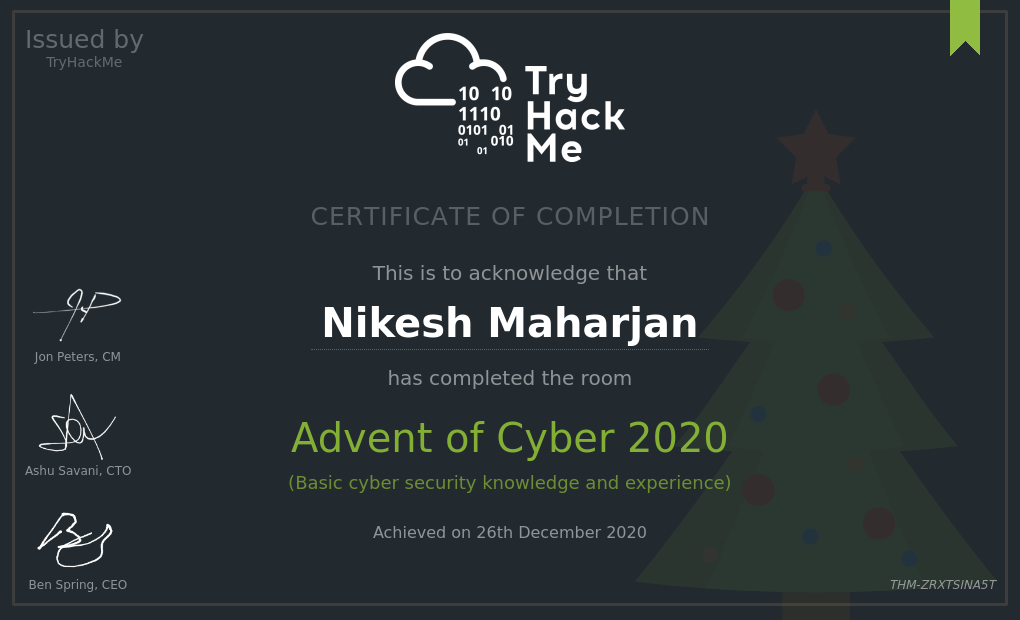 Issued by
TryHackMe
10 10
1110
0101 01
01 010
01
Try
Hack
Me
CERTIFICATE OF COMPLETION
This is to acknowledge that
Nikesh Maharjan
has completed the room
Advent of Cyber 2020
(Basic cyber security knowledge and experience)
Achieved on 26th December 2020
Jon Peters, CM
Ashu Savani, CTO
Ben Spring, CEO
THM-ZRXTSINA5T